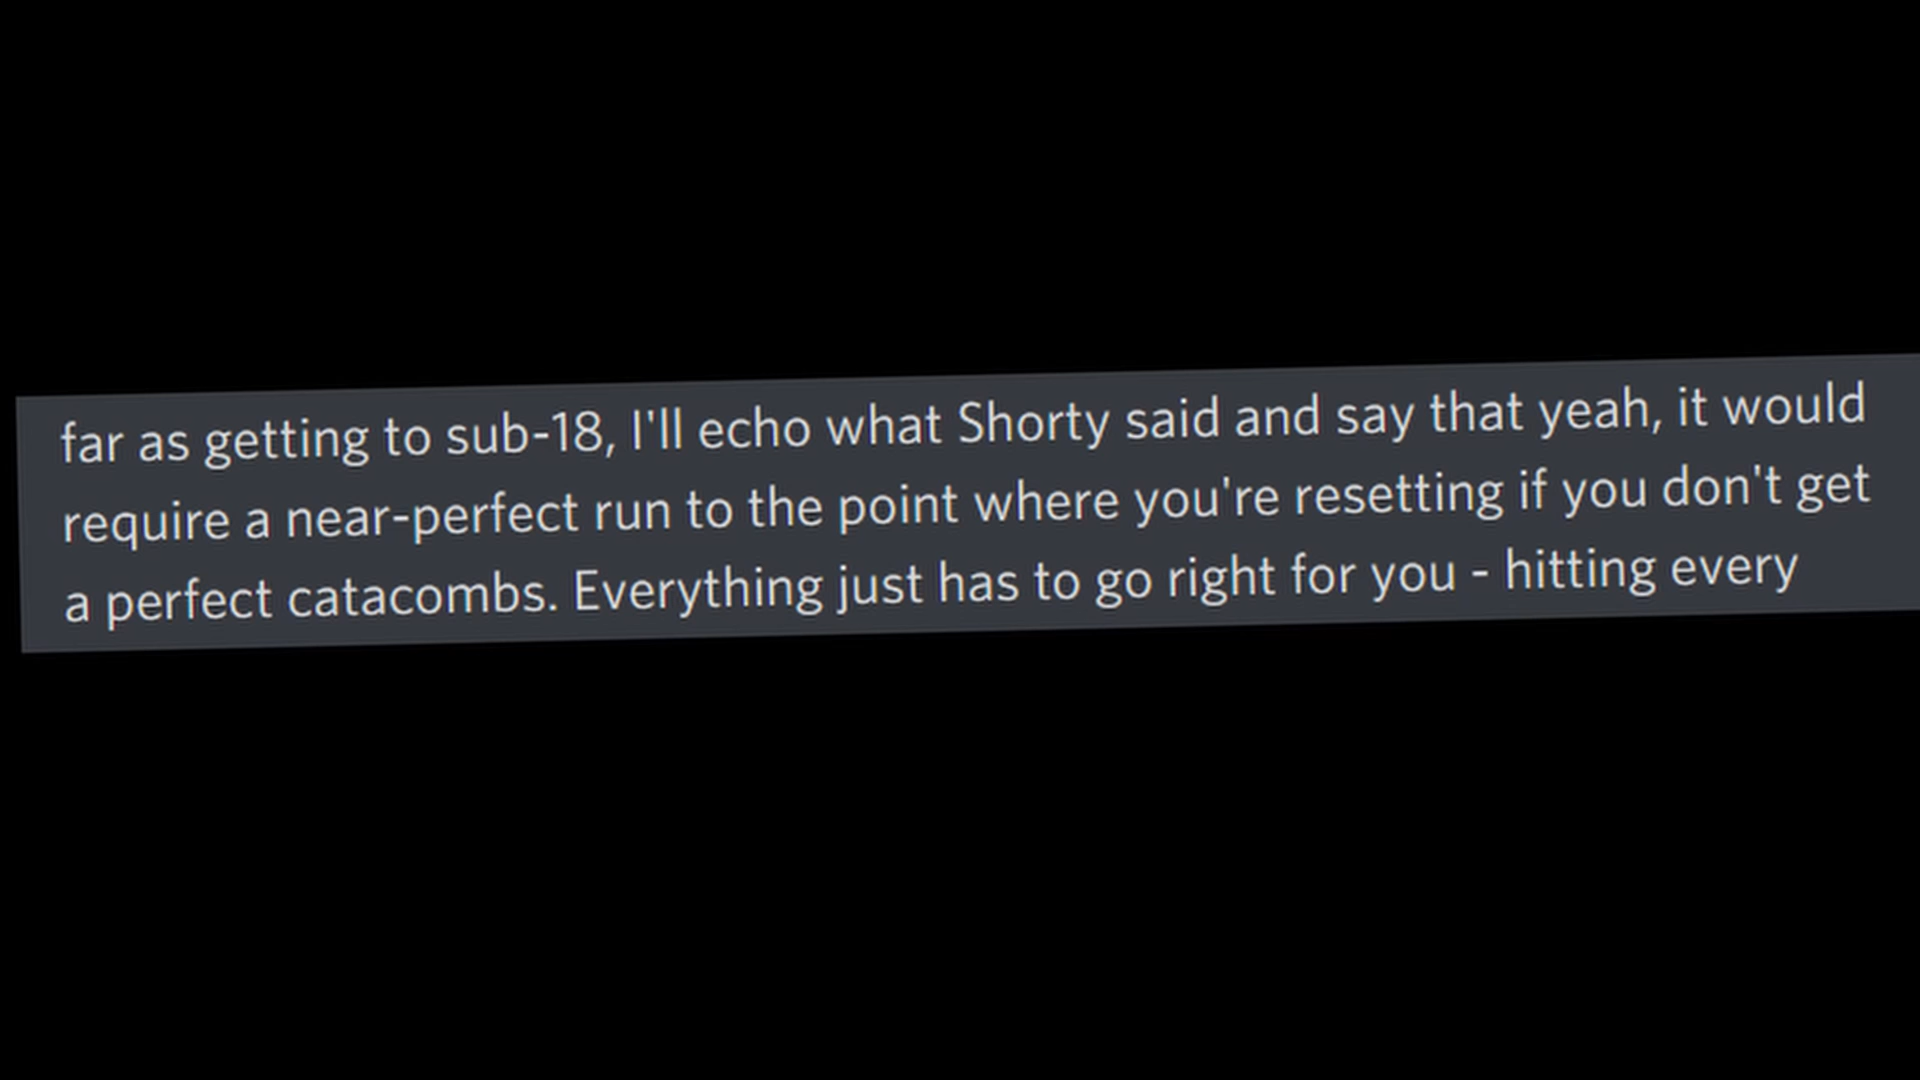 far as getting to sub-18, I'll echo what Shorty said and say that yeah, it would
require a near-perfect run to the point where you're resetting if you don't get
a perfect catacombs. Everything just has to go right for you - hitting every